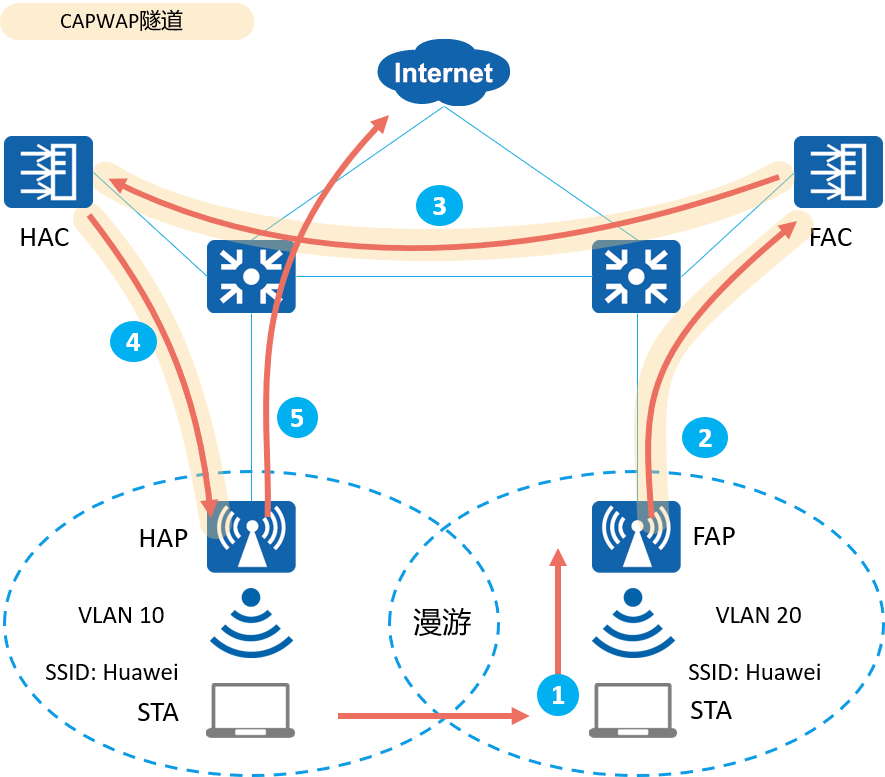 CAPWAP隧道
Internet
HAC
3
FAC
4
5
2
HAP
FAP
VLAN 10
漫游
VLAN 20
SSID: Huawei
SSID: Huawei
1
STA
STA